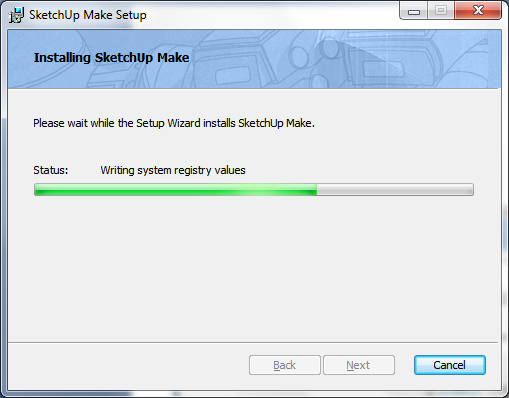 SketchUp Make Setup
Installing SketchUp Make
Please wait while the Setup Wizard installs SketchUp Make.
Status: Writing system registry values
Back Next Cancel